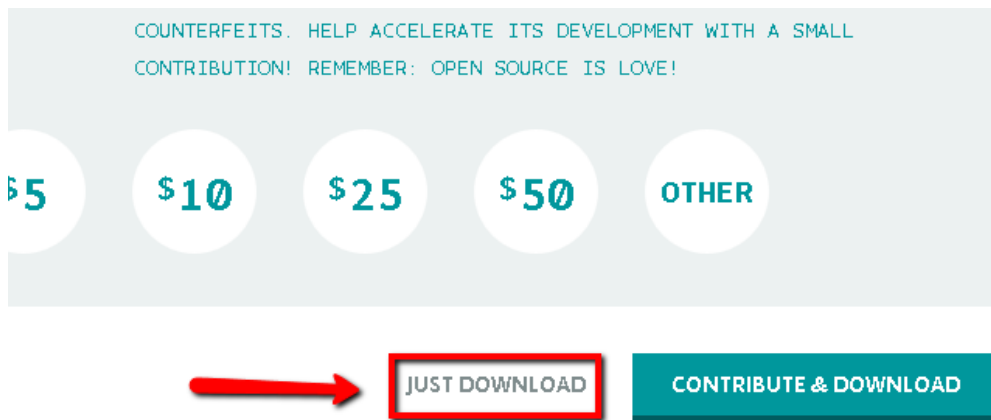 COUNTERFEITS. HELP ACCELERATE ITS DEVELOPMENT WITH A SMALL
CONTRIBUTION! REMEMBER: OPEN SOURCE IS LOVE!
$5 $10 $25 $50 OTHER
JUST DOWNLOAD CONTRIBUTE & DOWNLOAD